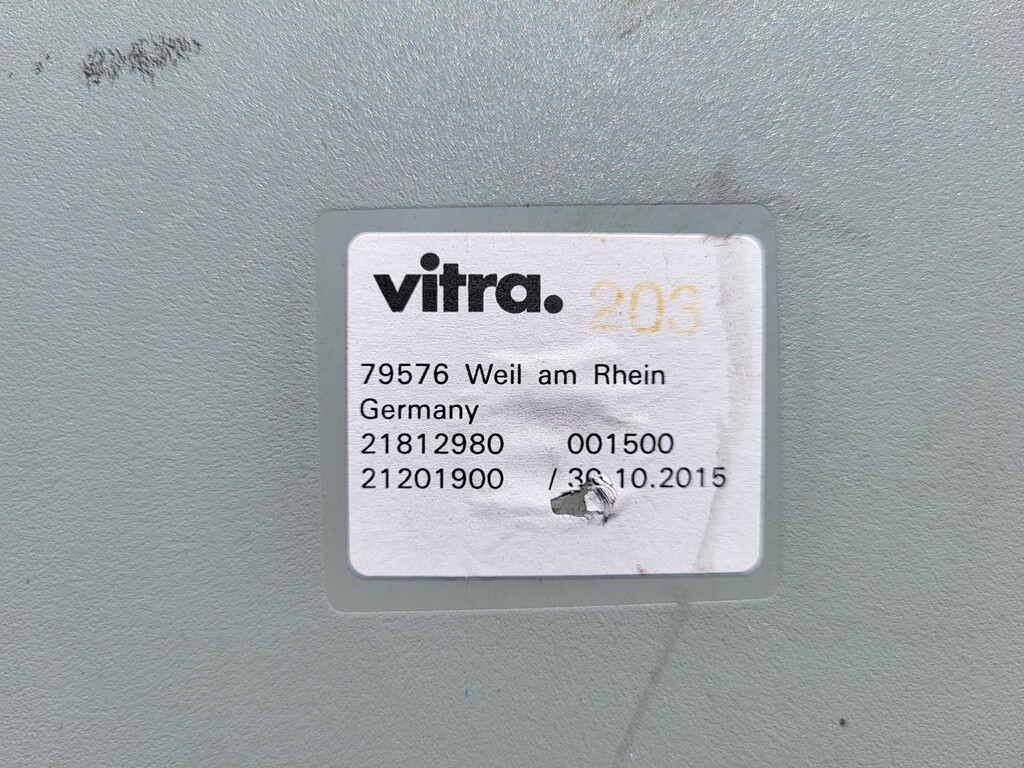 vitra. 203
79576 Weil am Rhein
Germany
21812980 001500
21201900 / 30.10.2015